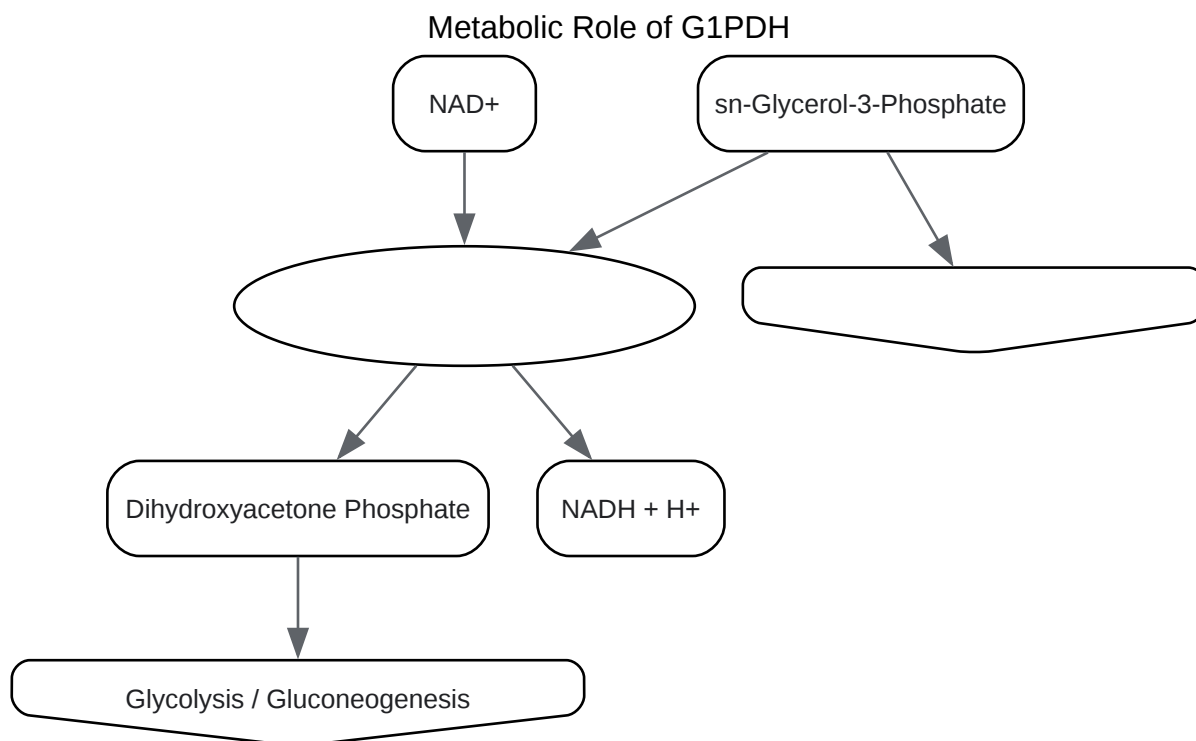 Metabolic Role of G1PDH
NAD+
sn-Glycerol-3-Phosphate
Dihydroxyacetone Phosphate
NADH + H+
Glycolysis / Gluconeogenesis